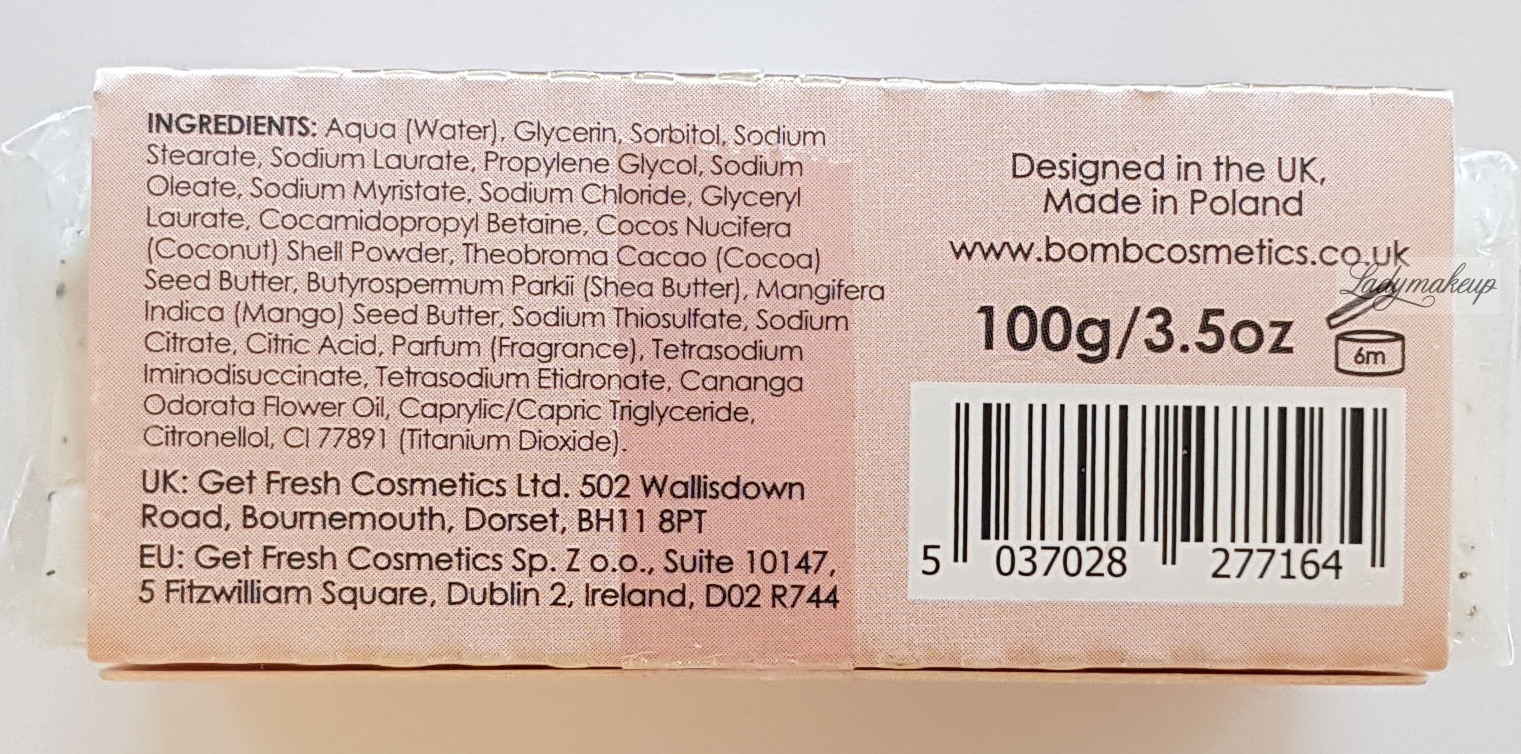 INGREDIENTS: Aqua (Water), Glycerin, Sorbitol, Sodium
Stearate, Sodium Laurate, Propylene Glycol, Sodium
Oleate, Sodium Myristate, Sodium Chloride, Glyceryl
Laurate, Cocamidopropyl Betaine, Cocos Nucifera
(Coconut) Shell Powder, Theobroma Cacao (Cocoa)
Seed Butter, Butyrospermum Parkii (Shea Butter), Mangifera
Indica (Mango) Seed Butter, Sodium Thiosulfate, Sodium
Citrate, Citric Acid, Parfum (Fragrance), Tetrasodium
Iminodisuccinate, Tetrasodium Etidronate, Cananga
Odorata Flower Oil, Caprylic/Capric Triglyceride,
Citronellol, CI 77891 (Titanium Dioxide).
UK: Get Fresh Cosmetics Ltd. 502 Wallisdown
Road, Bournemouth, Dorset, BH11 8PT
EU: Get Fresh Cosmetics Sp. Z o.o., Suite 10147,
5 Fitzwilliam Square, Dublin 2, Ireland, D02 R744
Designed in the UK,
Made in Poland
www.bombcosmetics.co.uk
Ladymakeup
100g/3.5oz
6m
5 037028 277164